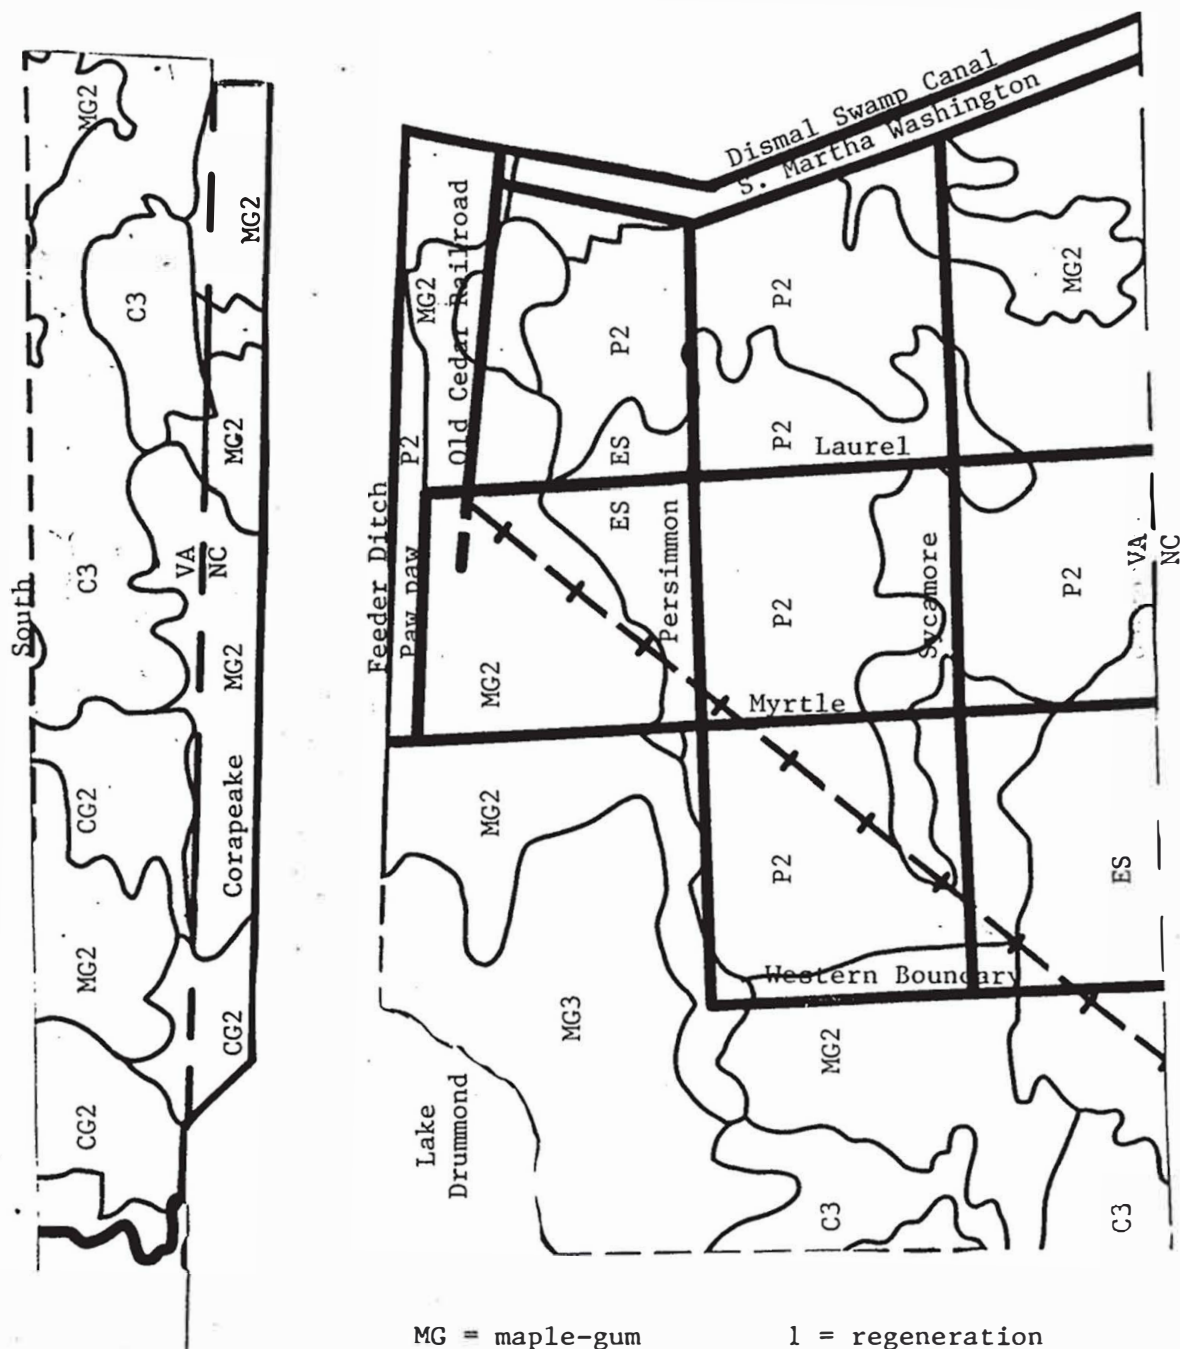 MG2
MG2
C3
MG2
South
C3
VA
NC
MG2
CG2
Corapeake
MG2
CG2
CG2
Dismal Swamp Canal
S. Martha Washington
Old Cedar Railroad
MG2
P2
P2
MG2
P2
ES
P2
Laurel
Feeder Ditch
Paw paw
ES
Persimmon
P2
Sycamore
P2
VA
NC
MG2
Myrtle
MG2
P2
ES
Western Boundary
MG3
MG2
Lake
Drummond
C3
C3
MG = maple-gum
1 = regeneration